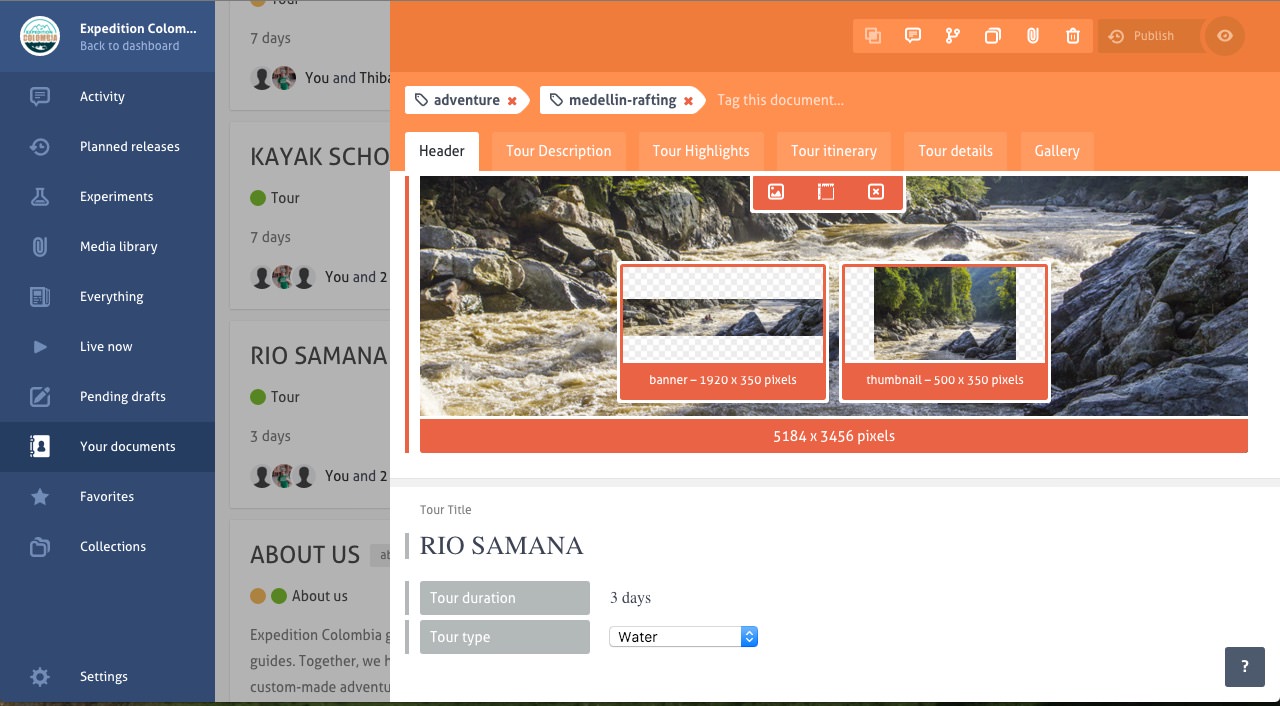 Expedition Colom...
Back to dashboard
Activity
Planned releases
Experiments
Media library
Everything
Live now
Pending drafts
Your documents
Favorites
Collections
Settings
Tour
7 days
You and Thiba
KAYAK SCHO
Tour
7 days
You and 2
RIO SAMANA
Tour
3 days
You and 2
ABOUT US ab
About us
Expedition Colombia g
guides. Together, we h
custom-made adventu
Publish
adventure
medellin-rafting
Tag this document...
Header
Tour Description
Tour Highlights
Tour itinerary
Tour details
Gallery
banner – 1920 x 350 pixels
thumbnail – 500 x 350 pixels
5184 x 3456 pixels
Tour Title
RIO SAMANA
Tour duration
3 days
Tour type
Water
?